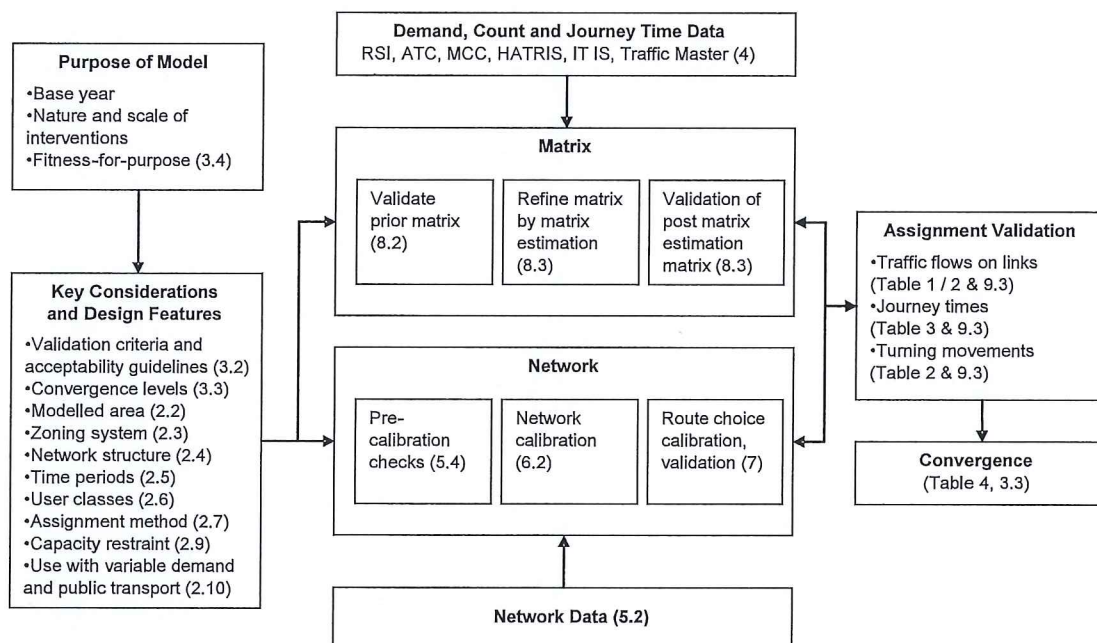 Demand, Count and Journey Time Data
RSI, ATC, MCC, HATRIS, IT IS, Traffic Master (4)
Purpose of Model
•Base year
•Nature and scale of
interventions
•Fitness-for-purpose (3.4)
Key Considerations
and Design Features
•Validation criteria and
acceptability guidelines (3.2)
•Convergence levels (3.3)
•Modelled area (2.2)
•Zoning system (2.3)
•Network structure (2.4)
•Time periods (2.5)
•User classes (2.6)
•Assignment method (2.7)
•Capacity restraint (2.9)
•Use with variable demand
and public transport (2.10)
Matrix
Validate
prior matrix
(8.2)
Refine matrix
by matrix
estimation
(8.3)
Validation of
post matrix
estimation
matrix (8.3)
Network
Pre-
calibration
checks (5.4)
Network
calibration
(6.2)
Route choice
calibration,
validation (7)
Network Data (5.2)
Assignment Validation
•Traffic flows on links
(Table 1 / 2 & 9.3)
•Journey times
(Table 3 & 9.3)
•Turning movements
(Table 2 & 9.3)
Convergence
(Table 4, 3.3)